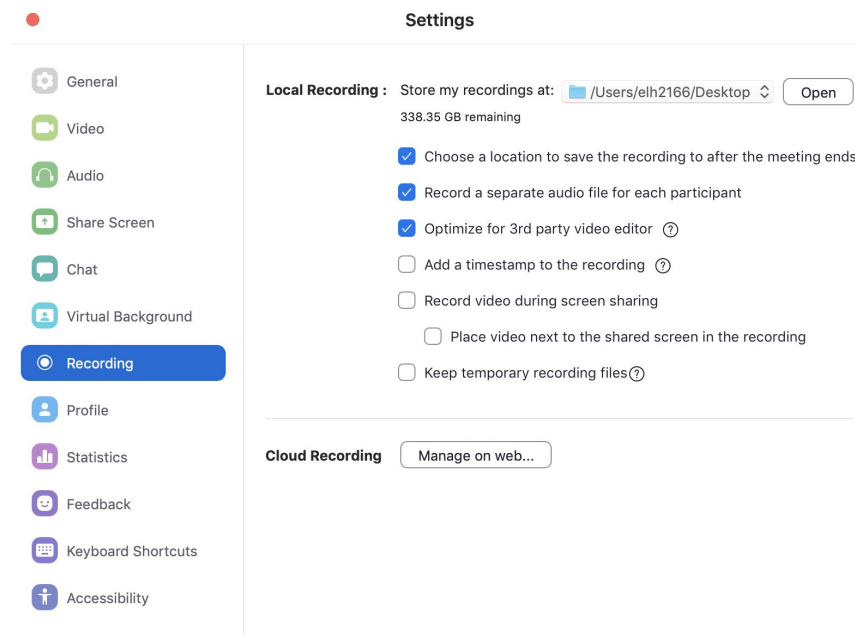 Settings
General
Video
Audio
Share Screen
Chat
Virtual Background
Recording
Profile
Statistics
Feedback
Keyboard Shortcuts
Accessibility
Local Recording : Store my recordings at: /Users/elh2166/Desktop Open
338.35 GB remaining
Choose a location to save the recording to after the meeting ends
Record a separate audio file for each participant
Optimize for 3rd party video editor ?
Add a timestamp to the recording ?
Record video during screen sharing
Place video next to the shared screen in the recording
Keep temporary recording files ?
Cloud Recording Manage on web...